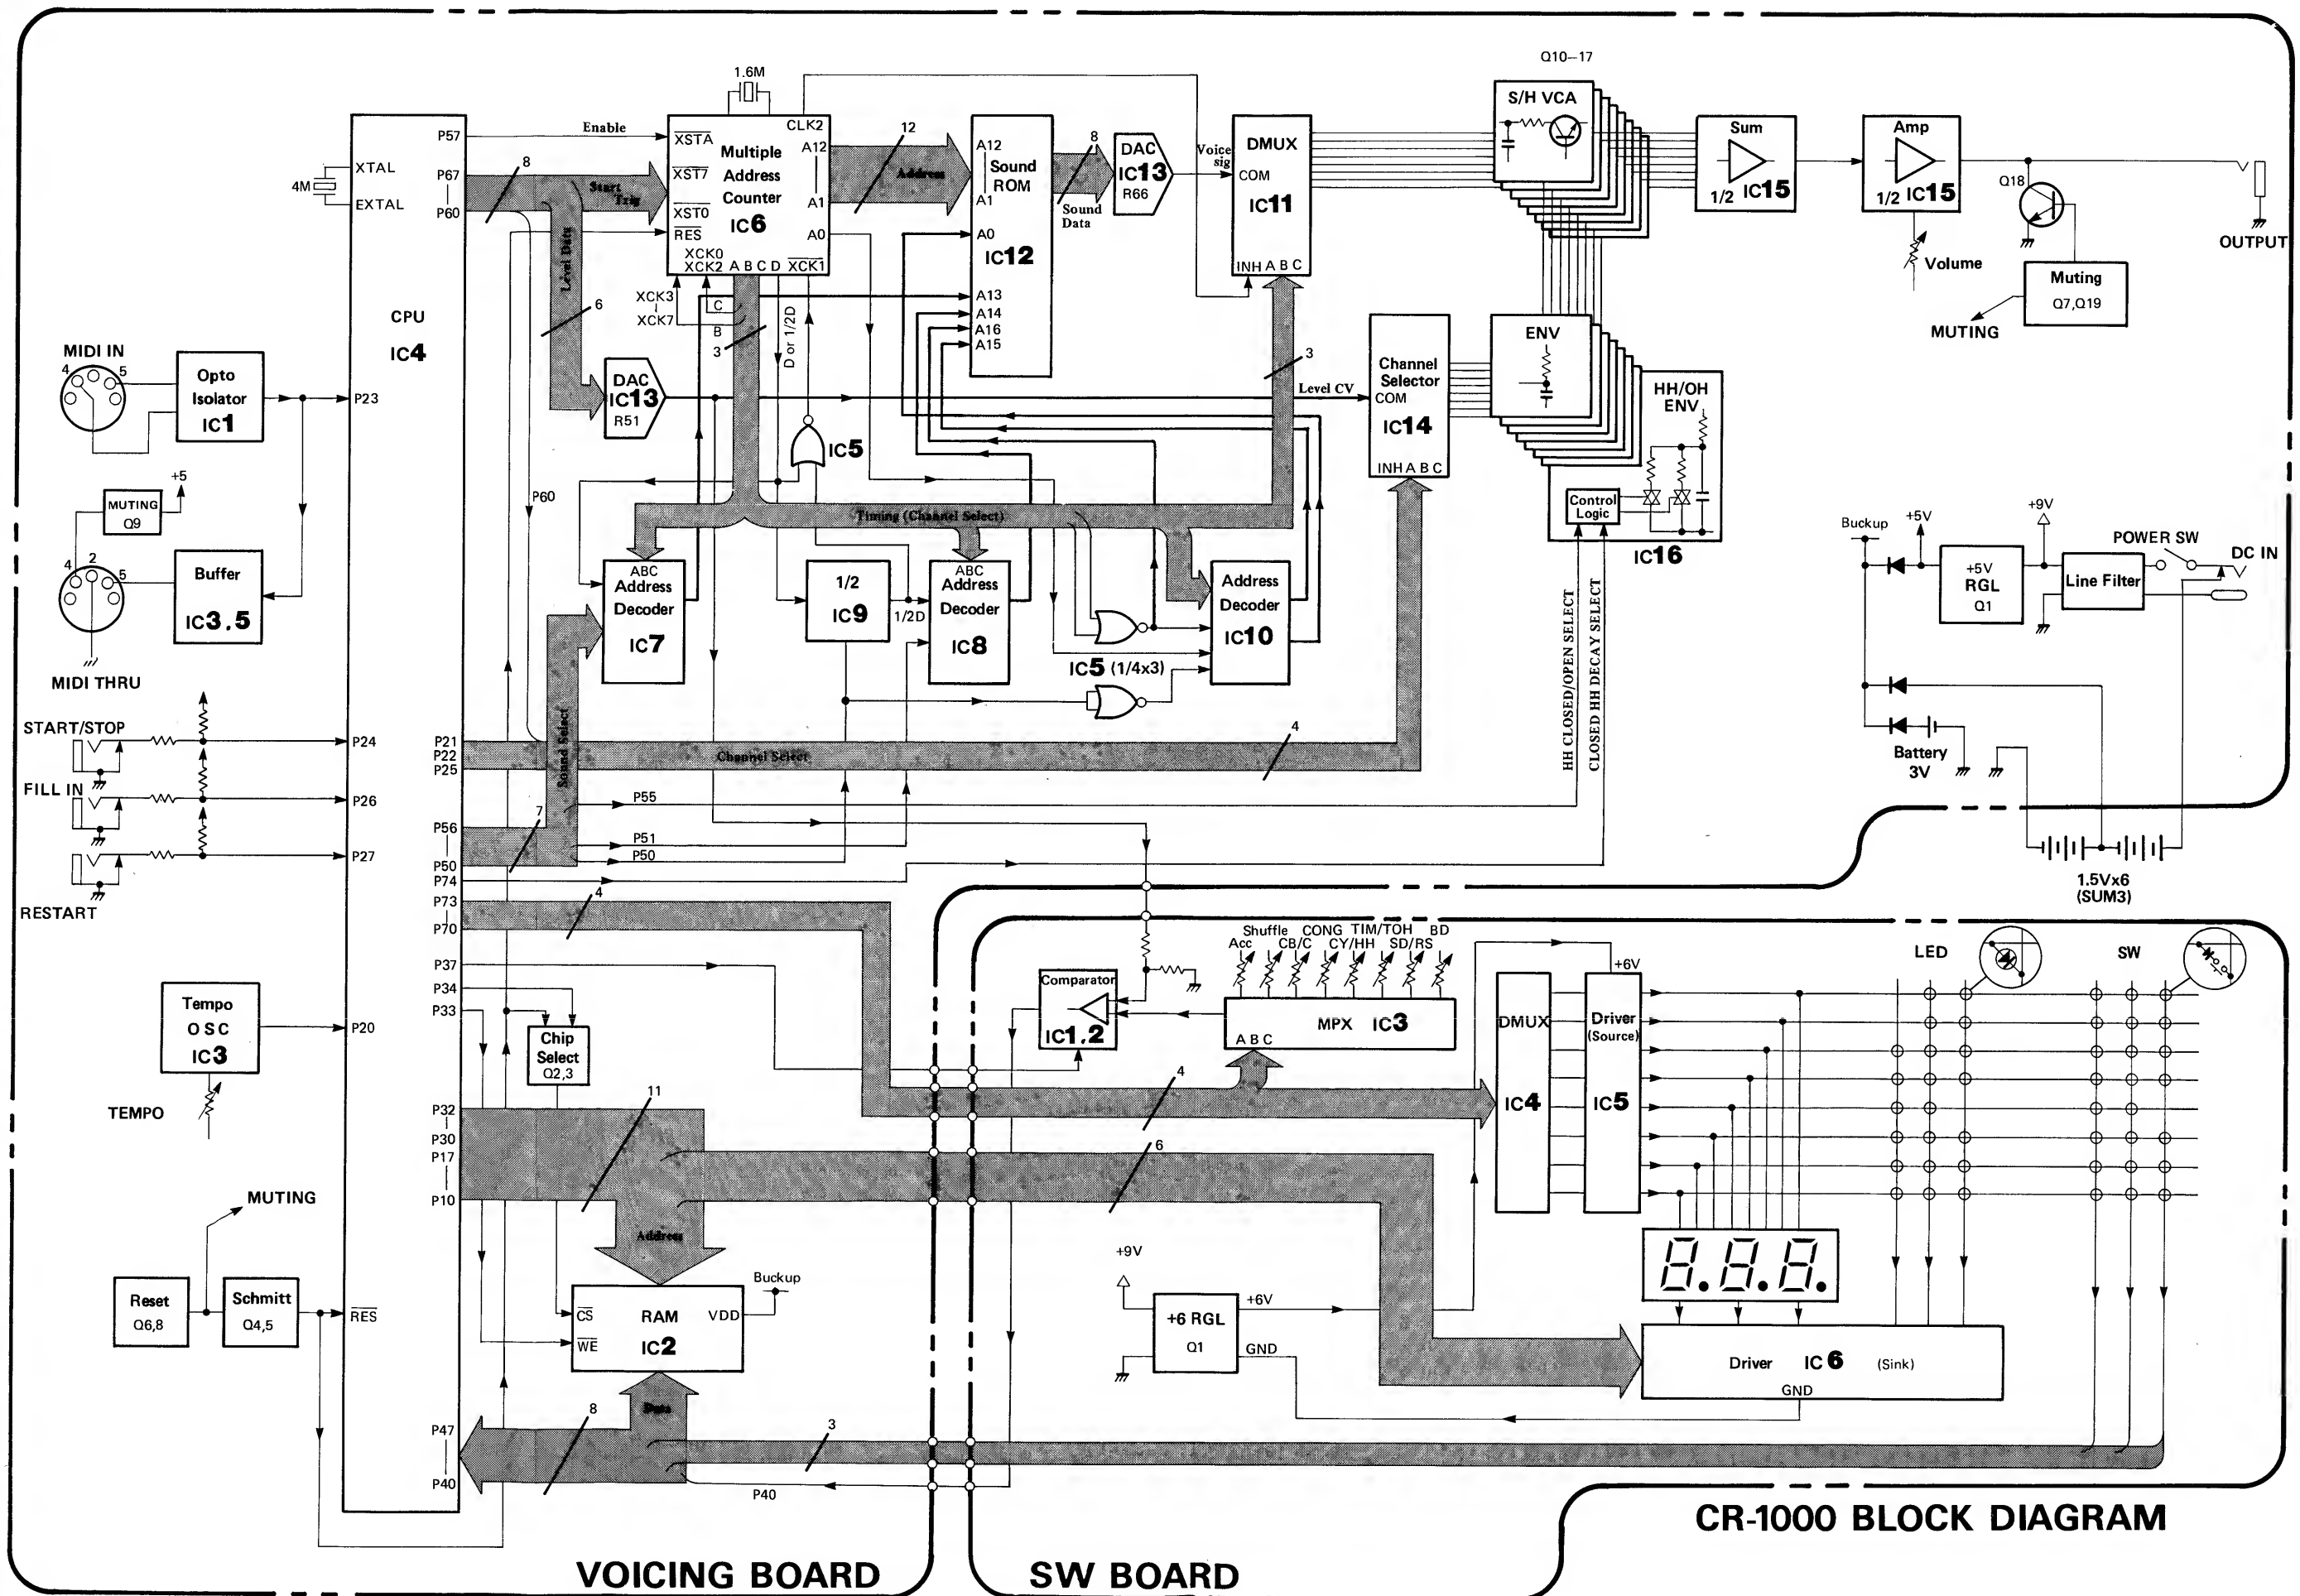 Q10—17
1.6M
S/H VCA
P57
Enable
XSTA
CLK2
12
8
Multiple
Address
Counter
IC6
A12
A1
A0
XST7
XST0
RES
XCK0
XCK2
A B C D
XCK1
8
Start
Trig
Address
A12
A1
Sound
ROM
A0
IC12
A13
A14
A16
A15
Sound
Data
DAC
IC13
R66
Voice
sig
DMUX
COM
IC11
INH A B C
Sum
1/2 IC15
Amp
1/2 IC15
Q18
Volume
OUTPUT
Muting
Q7,Q19
MUTING
XTAL
4M
EXTAL
P67
P60
CPU
IC4
Level Data
6
XCK3
XCK7
C
B
3
D or 1/2D
3
MIDI IN
4
5
Opto
Isolator
IC1
P23
DAC
IC13
R51
IC5
Level CV
Channel
Selector
COM
IC14
INH A B C
ENV
HH/OH
ENV
Control
Logic
IC16
+5
MUTING
Q9
P60
Timing (Channel Select)
4
2
5
Buffer
IC3.5
MIDI THRU
ABC
Address
Decoder
IC7
1/2
IC9
1/2D
ABC
Address
Decoder
IC8
IC5 (1/4x3)
Address
Decoder
IC10
HH CLOSED/OPEN SELECT
CLOSED HH DECAY SELECT
Buckup
+5V
+9V
POWER SW
DC IN
+5V
RGL
Q1
Line Filter
Battery
3V
1.5Vx6
(SUM3)
START/STOP
P24
FILL IN
P26
P27
RESTART
P21
P22
P25
Channel Select
4
Sound Select
P55
P56
P50
7
P51
P50
P74
P73
P70
4
P37
P34
P33
Tempo
OSC
IC3
P20
TEMPO
Chip
Select
Q2,3
Shuffle CONG TIM/TOH BD
Acc CB/C CY/HH SD/RS
Comparator
IC1.2
MPX IC3
A B C
4
DMUX
IC4
+6V
Driver
(Source)
IC5
LED
SW
P32
P30
P17
P10
11
6
Address
MUTING
Reset
Q6,8
Schmitt
Q4,5
RES
CS
WE
RAM
IC2
VDD
Buckup
+9V
+6 RGL
Q1
+6V
GND
8.8.8.
Driver IC6 (Sink)
GND
P47
P40
8
Data
3
P40
CR-1000 BLOCK DIAGRAM
VOICING BOARD
SW BOARD